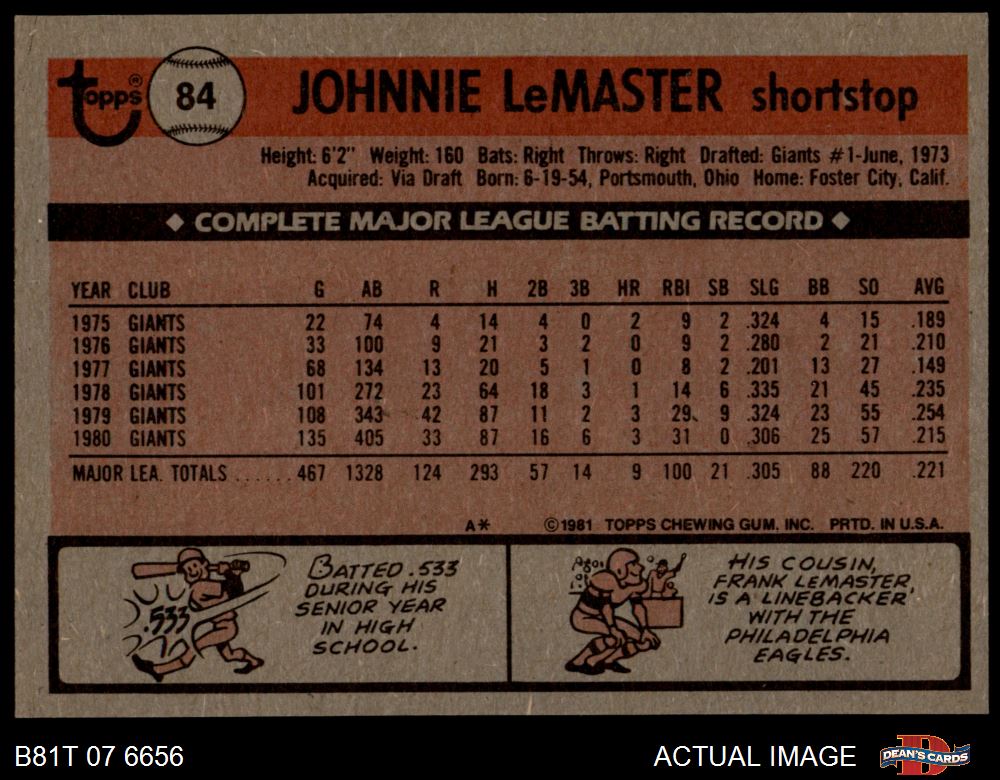 Topps® 84 JOHNNIE LeMASTER shortstop
Height: 6'2" Weight: 160 Bats: Right Throws: Right Drafted: Giants #1-June, 1973
Acquired: Via Draft Born: 6-19-54, Portsmouth, Ohio Home: Foster City, Calif.
◆ COMPLETE MAJOR LEAGUE BATTING RECORD ◆
YEAR CLUB G AB R H 2B 3B HR RBI SB SLG BB SO AVG
1975 GIANTS 22 74 4 14 4 0 2 9 2 .324 4 15 .189
1976 GIANTS 33 100 9 21 3 2 0 9 2 .280 2 21 .210
1977 GIANTS 68 134 13 20 5 1 0 8 2 .201 13 27 .149
1978 GIANTS 101 272 23 64 18 3 1 14 6 .335 21 45 .235
1979 GIANTS 108 343 42 87 11 2 3 29 9 .324 23 55 .254
1980 GIANTS 135 405 33 87 16 6 3 31 0 .306 25 57 .215
MAJOR LEA. TOTALS ...... 467 1328 124 293 57 14 9 100 21 .305 88 220 .221
A* ©1981 TOPPS CHEWING GUM, INC. PRTD. IN U.S.A.
.533
BATTED .533
DURING HIS
SENIOR YEAR
IN HIGH
SCHOOL.
HIS COUSIN,
FRANK LEMASTER,
IS A LINEBACKER
WITH THE
PHILADELPHIA
EAGLES.
B81T 07 6656 ACTUAL IMAGE DEAN'S CARDS